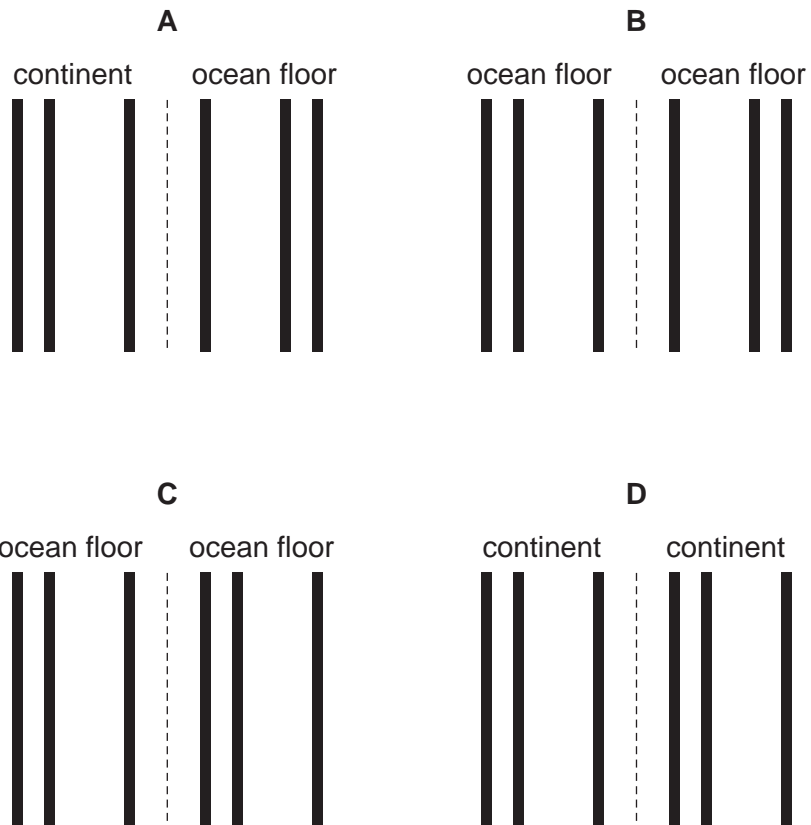 A
B
continent
ocean floor
ocean floor
ocean floor
C
D
ocean floor
ocean floor
continent
continent